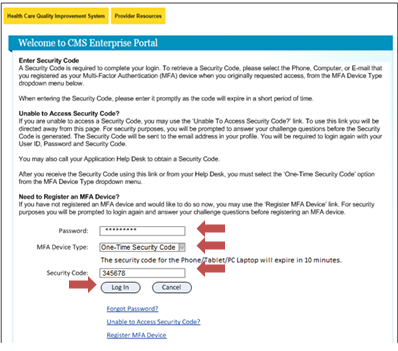 Health Care Quality Improvement System Provider Resources
Welcome to CMS Enterprise Portal
Enter Security Code
A Security Code is required to complete your login. To retrieve a Security Code, please select the Phone, Computer, or E-mail that
you registered as your Multi-Factor Authentication (MFA) device when you originally requested access, from the MFA Device Type
dropdown menu below.
When entering the Security Code, please enter it promptly as the code will expire in a short period of time.
Unable to Access Security Code?
If you are unable to access a Security Code, you may use the 'Unable To Access Security Code?' link. To use this link you will be
directed away from this page. For security purposes, you will be prompted to answer your challenge questions before the Security
Code is generated. The Security Code will be sent to the email address in your profile. You will be required to login again with your
User ID, Password and Security Code.
You may also call your Application Help Desk to obtain a Security Code.
After you receive the Security Code using this link or from your Help Desk, you must select the 'One-Time Security Code' option
from the MFA Device Type dropdown menu.
Need to Register an MFA Device?
If you have not registered an MFA device and would like to do so now, you may use the 'Register MFA Device' link. For security
purposes you will be prompted to login again and answer your challenge questions before registering an MFA device.
Password: *********
MFA Device Type: One-Time Security Code
The security code for the Phone/Tablet/PC Laptop will expire in 10 minutes.
Security Code: 345678
Log In Cancel
Forgot Password?
Unable to Access Security Code?
Register MFA Device